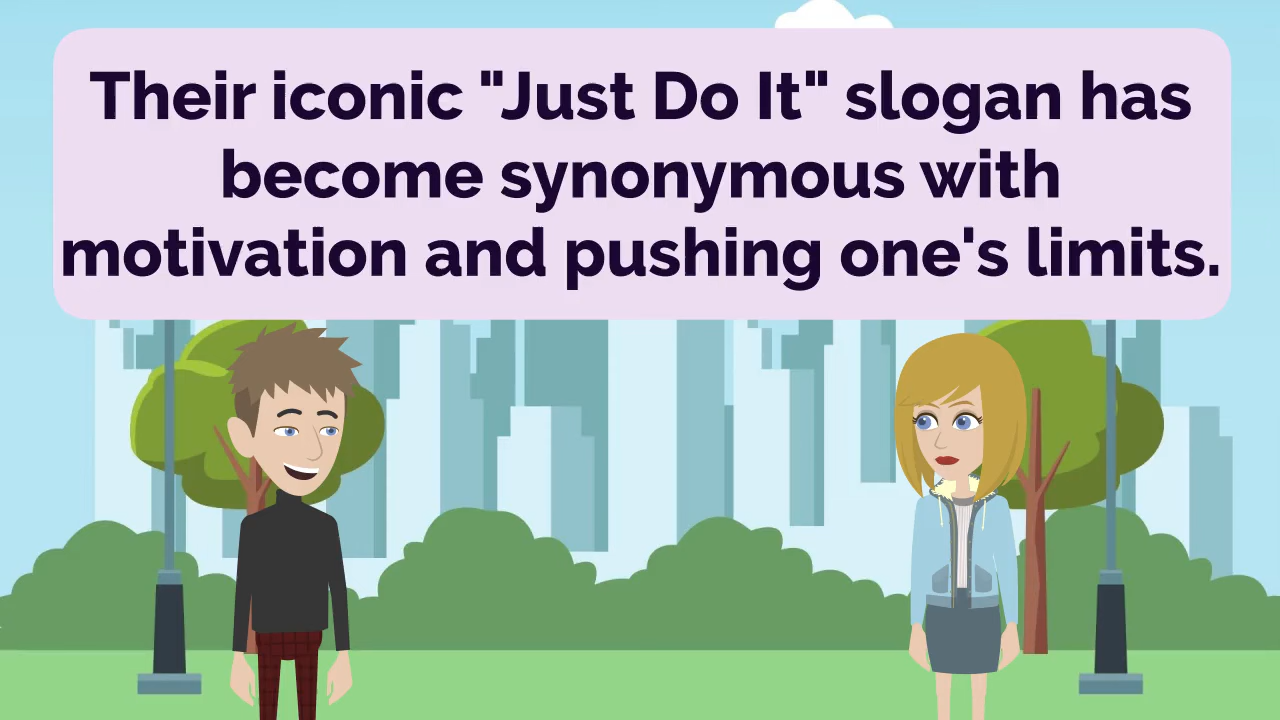 Their iconic "Just Do It" slogan has
become synonymous with
motivation and pushing one's limits.